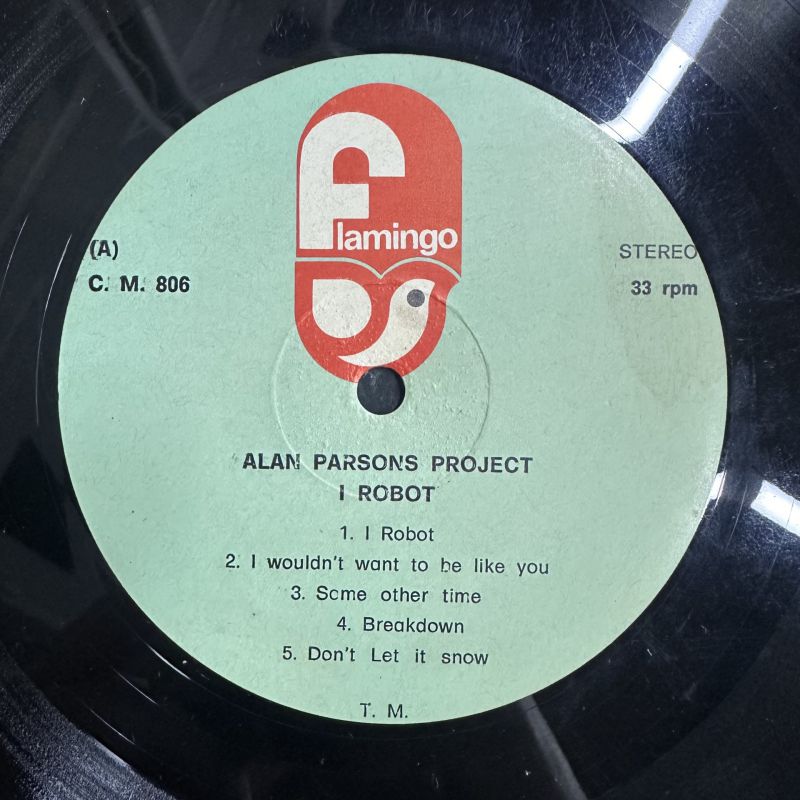 Flamingo
(A)
C. M. 806
STEREO
33 rpm
ALAN PARSONS PROJECT
I ROBOT
1. I Robot
2. I wouldn't want to be like you
3. Some other time
4. Breakdown
5. Don't Let it snow
T. M.